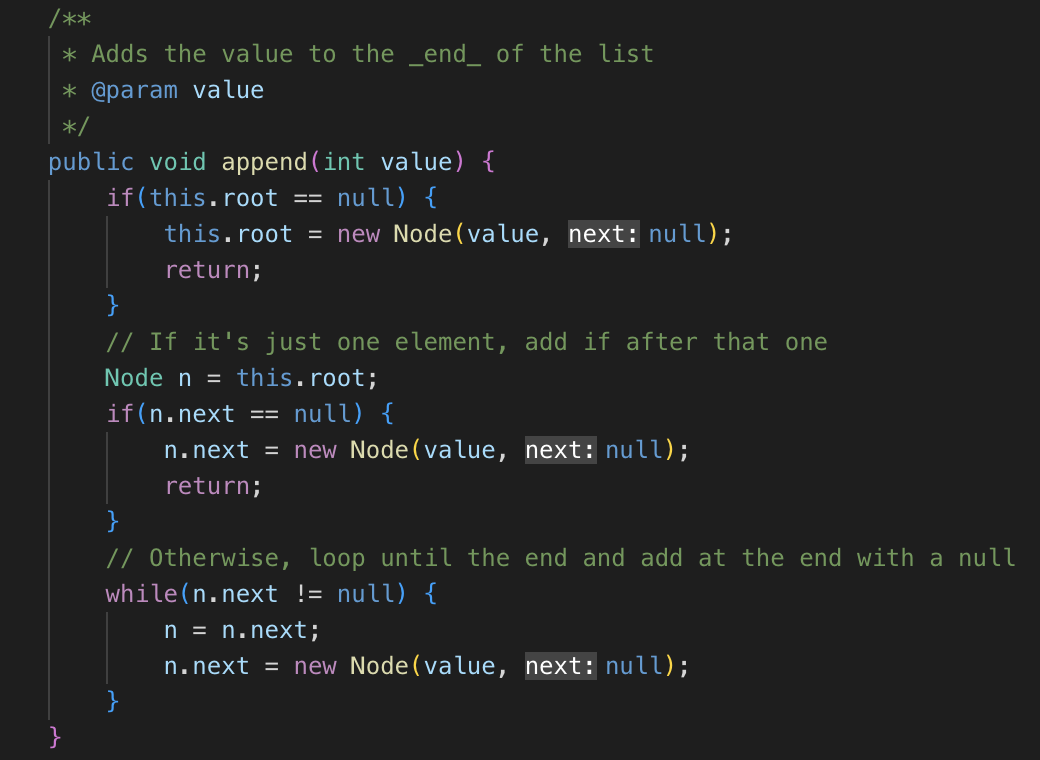 /**
 * Adds the value to the _end_ of the list
 * @param value
 */
public void append(int value) {
    if(this.root == null) {
        this.root = new Node(value, next: null);
        return;
    }
    // If it's just one element, add if after that one
    Node n = this.root;
    if(n.next == null) {
        n.next = new Node(value, next: null);
        return;
    }
    // Otherwise, loop until the end and add at the end with a null
    while(n.next != null) {
        n = n.next;
        n.next = new Node(value, next: null);
    }
}